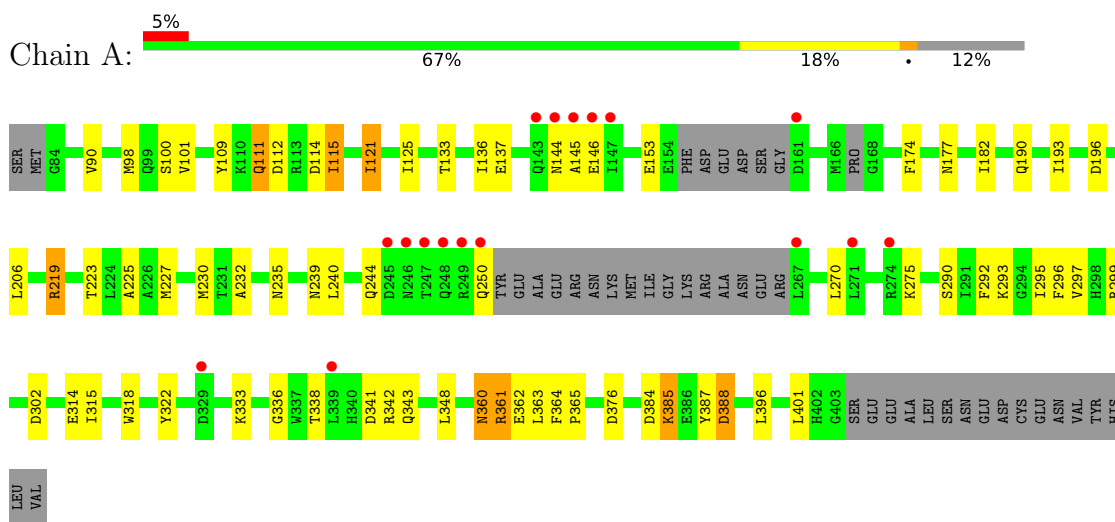 5%
Chain A:
67% 18% • 12%
SER MET G84 V90 M98 Q99 S100 V101 Y109 K110 Q111 D112 R113 D114 I115 I121 I125 T133 I136 E137 Q143 N144 A145 E146 I147 E153 E154 PHE ASP GLU ASP SER GLY D161 M166 PRO G168 F174 N177 I182 Q190 I193 D196
L206 R219 T223 L224 A225 A226 M227 M230 T231 A232 N235 N239 L240 Q244 D245 N246 T247 Q248 R249 Q250 TYR GLU ALA GLU ARG ASN LYS MET ILE GLY LYS ARG ALA ASN GLU ARG L267 L270 L271 R274 K275 S290 I291 F292 K293 G294 I295 F296 V297 H298 R299
D302 E314 I315 W318 Y322 D329 K333 G336 W337 T338 L339 H340 D341 R342 Q343 L348 N360 R361 E362 L363 F364 P365 D376 D384 K385 E386 Y387 D388 L396 L401 H402 G403 SER GLU GLU ALA LEU SER ASN GLU ASP CYS GLU ASN VAL TYR HIS
LEU VAL